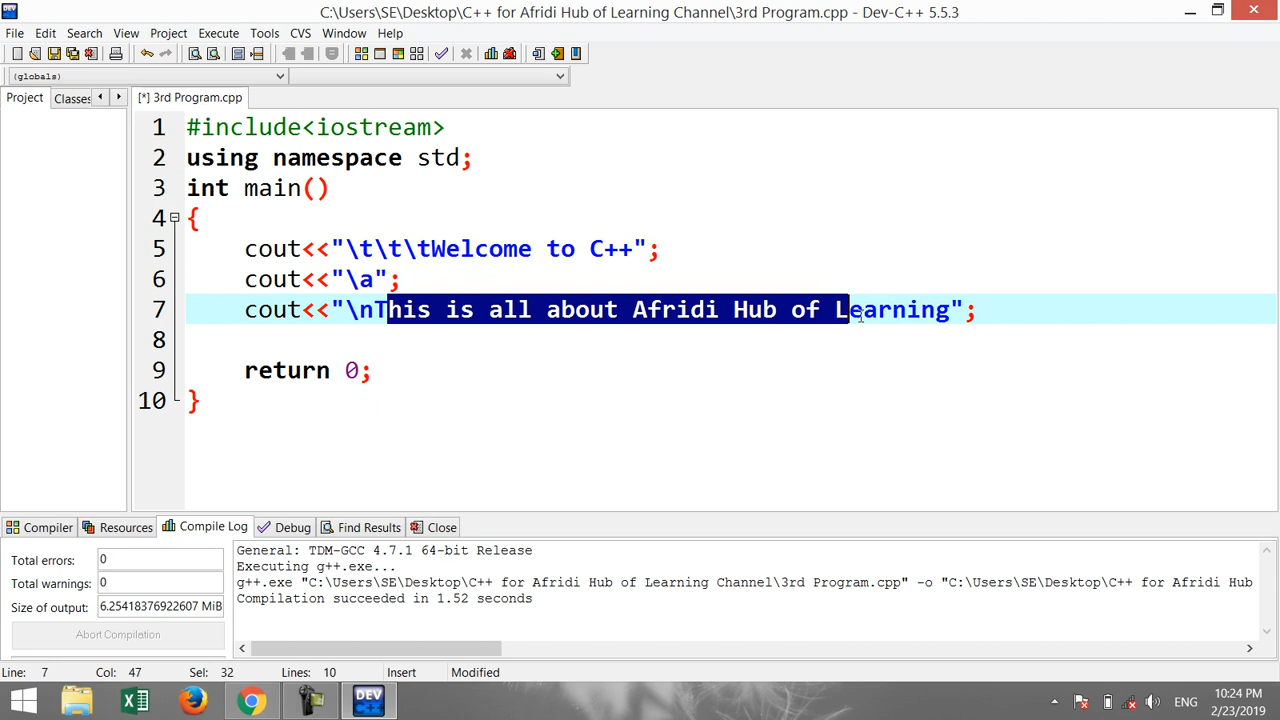 C:\Users\SE\Desktop\C++ for Afridi Hub of Learning Channel\3rd Program.cpp - Dev-C++ 5.5.3
File Edit Search View Project Execute Tools CVS Window Help
(globals)
Project Classes [*] 3rd Program.cpp
1 #include<iostream>
2 using namespace std;
3 int main()
4 {
5 cout<<"\t\t\tWelcome to C++";
6 cout<<"\a";
7 cout<<"\nThis is all about Afridi Hub of Learning";
8
9 return 0;
10 }
Compiler Resources Compile Log Debug Find Results Close
Total errors: 0
Total warnings: 0
Size of output: 6.25418376922607 MiB
Abort Compilation
General: TDM-GCC 4.7.1 64-bit Release
Executing g++.exe...
g++.exe "C:\Users\SE\Desktop\C++ for Afridi Hub of Learning Channel\3rd Program.cpp" -o "C:\Users\SE\Desktop\C++ for Afridi Hub
Compilation succeeded in 1.52 seconds
Line: 7 Col: 47 Sel: 32 Lines: 10 Insert Modified
DEV
ENG
10:24 PM
2/23/2019